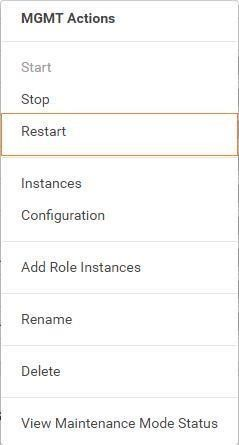 MGMT Actions
Start
Stop
Restart
Instances
Configuration
Add Role Instances
Rename
Delete
View Maintenance Mode Status